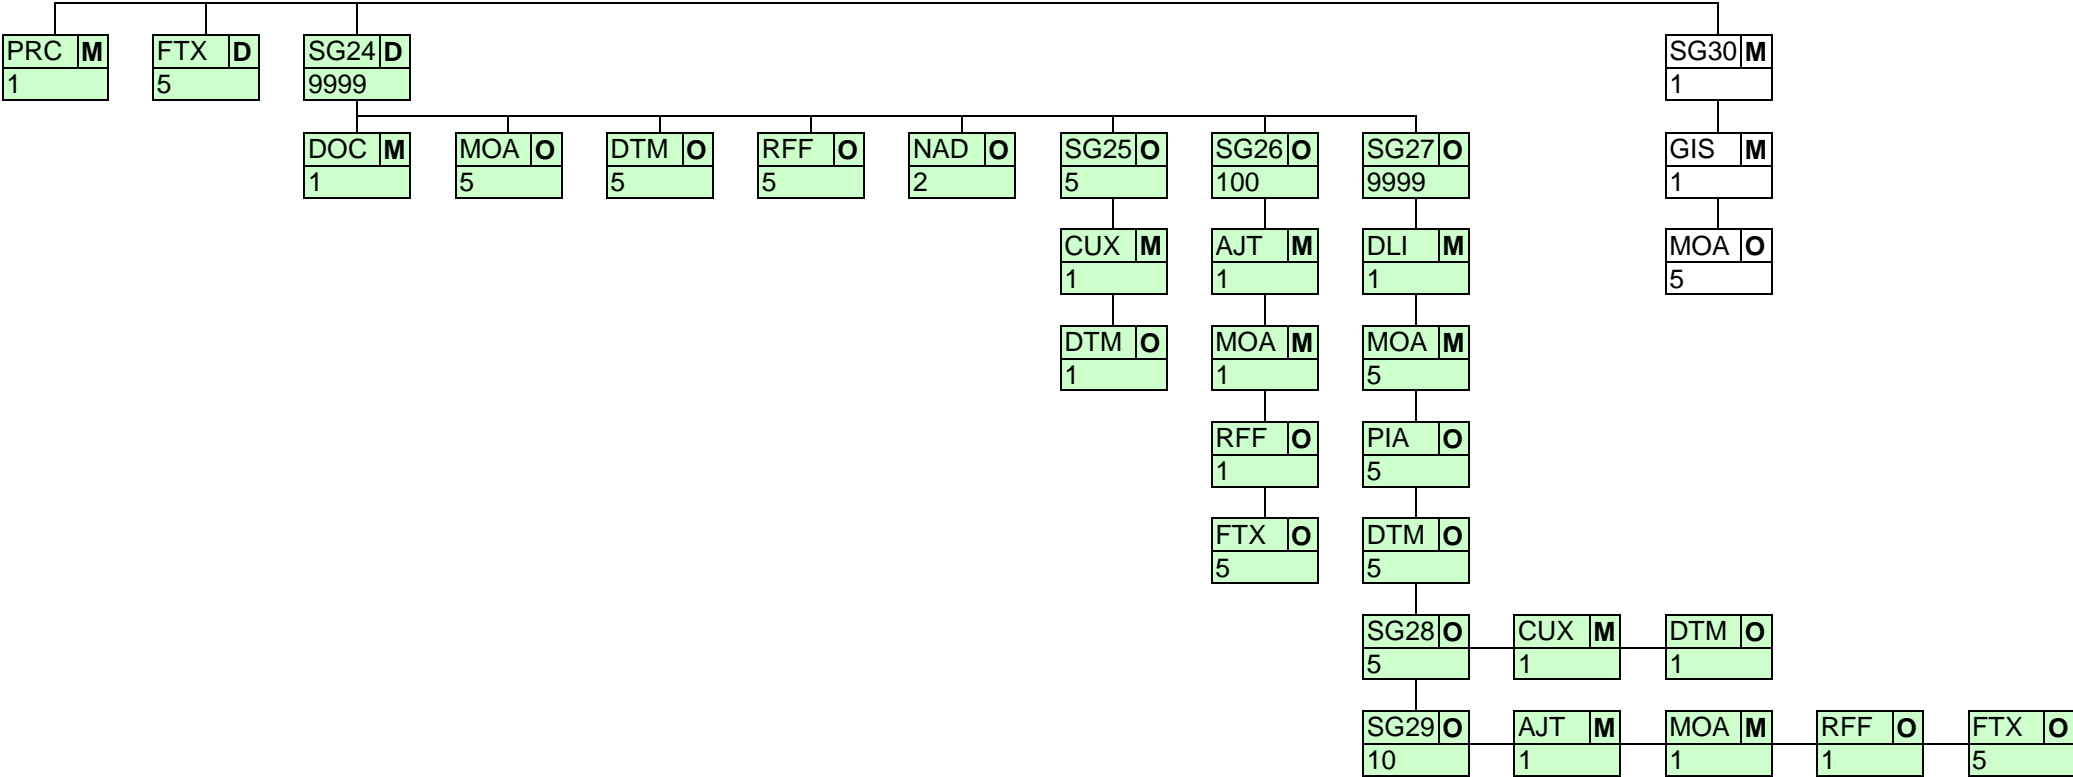 PRC M FTX D SG24 D SG30 M
1 5 9999 1
DOC M MOA O DTM O RFF O NAD O SG25 O SG26 O SG27 O GIS M
1 5 5 5 2 5 100 9999 1
CUX M AJT M DLI M MOA O
1 1 1 5
DTM O MOA M MOA M
1 1 5
RFF O PIA O
1 5
FTX O DTM O
5 5
SG28 O CUX M DTM O
5 1 1
SG29 O AJT M MOA M RFF O FTX O
10 1 1 1 5